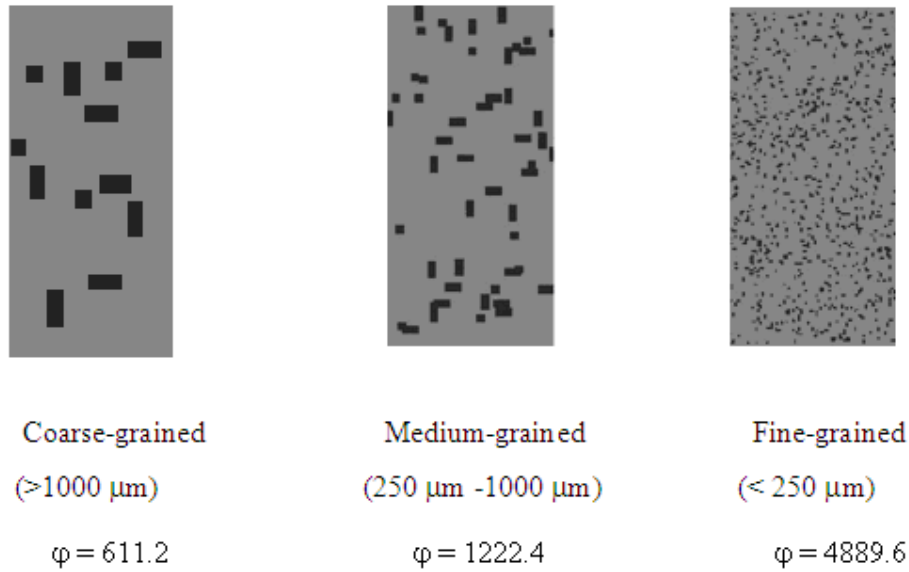 Coarse-grained Medium-grained Fine-grained
(>1000 μm) (250 μm -1000 μm) (< 250 μm)
φ = 611.2 φ = 1222.4 φ = 4889.6